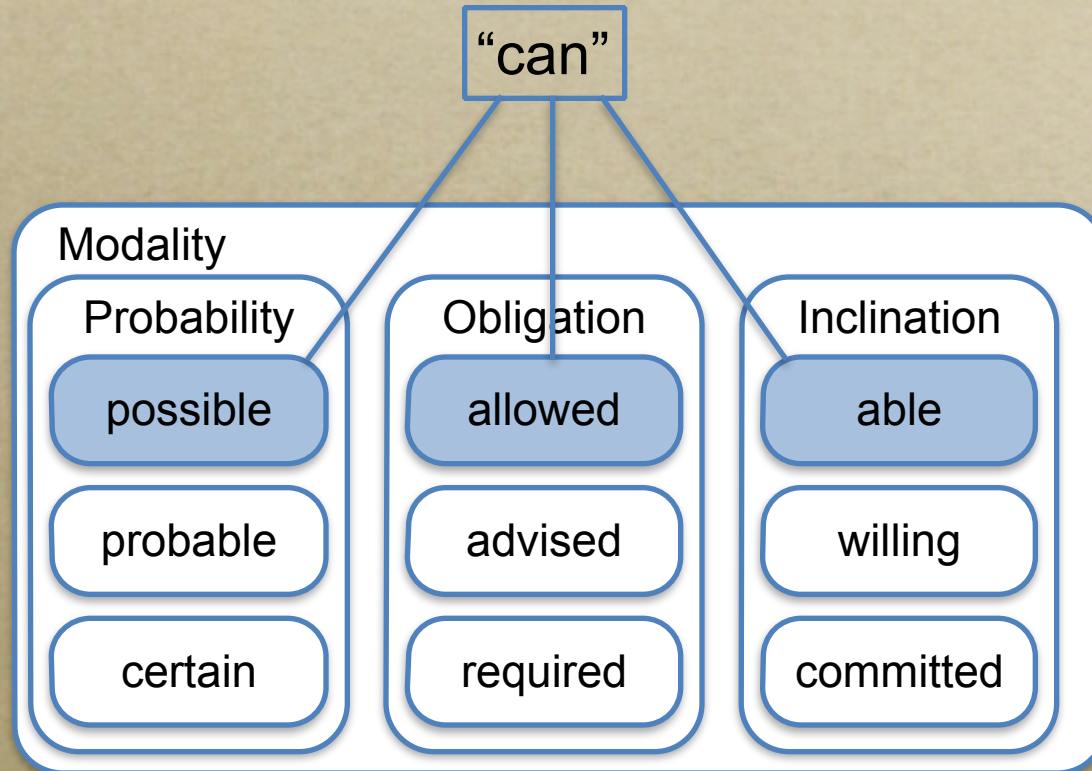 “can”
Modality
Probability
Obligation
Inclination
possible
allowed
able
probable
advised
willing
certain
required
committed